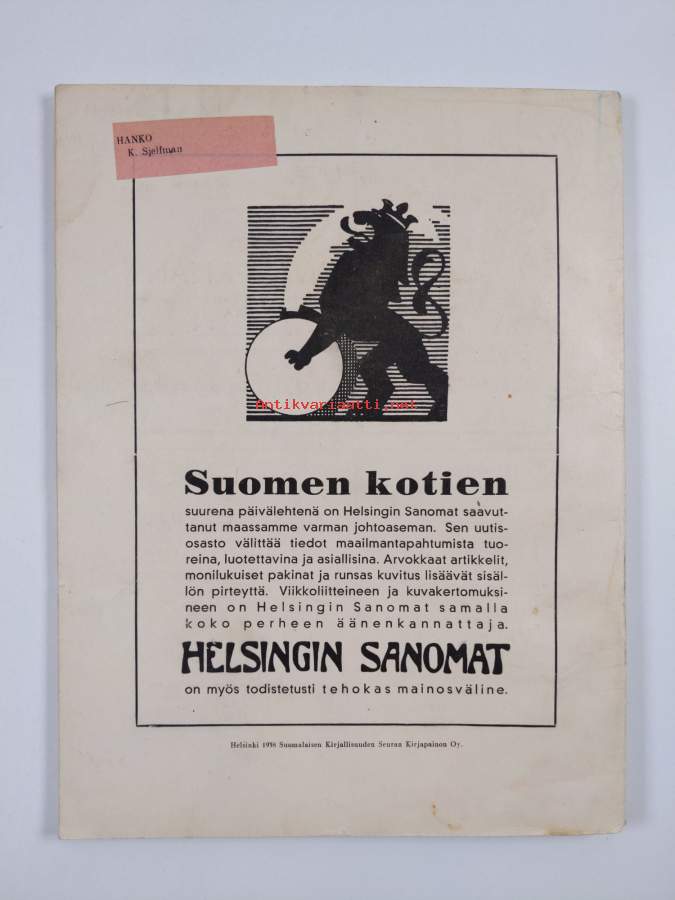 HANKO
K. Sjelfman
Antikvariaatti.net
Suomen kotien
suurena päivälehtenä on Helsingin Sanomat saavut-
tanut maassamme varman johtoaseman. Sen uutis-
osasto välittää tiedot maailmantapahtumista tuo-
reina, luotettavina ja asiallisina. Arvokkaat artikkelit,
monilukuiset pakinat ja runsas kuvitus lisäävät sisäl-
lön pirteyttä. Viikkoliitteineen ja kuvakertomuksi-
neen on Helsingin Sanomat samalla
koko perheen äänenkannattaja.
HELSINGIN SANOMAT
on myös todistetusti tehokas mainosväline.
Helsinki 1936 Suomalaisen Kirjallisuuden Seuran Kirjapainon Oy.